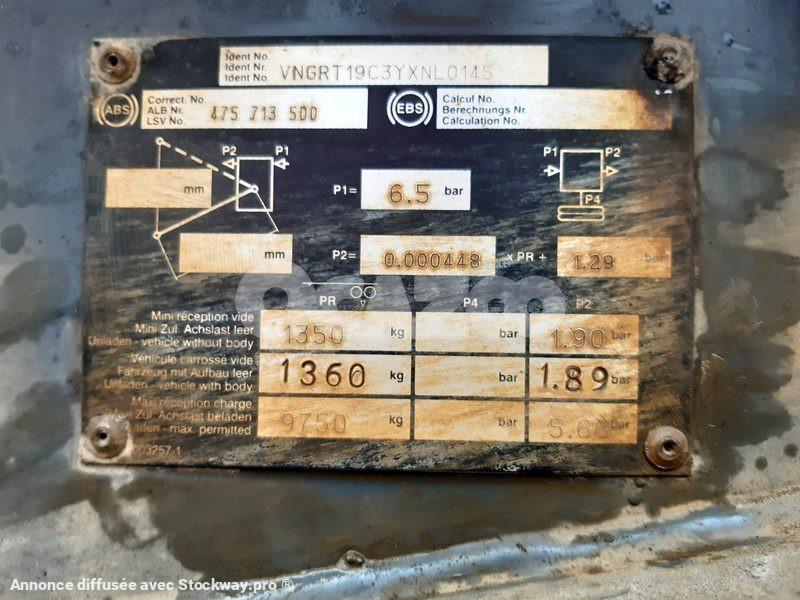 Ident No.
Ident Nr.
Ident No.
VNGRT19C3YXNL0145
ABS
Correct. No.
ALB Nr.
LSV No.
475 713 500
EBS
Calcul No.
Berechnungs Nr.
Calculation No.
P2 P1
mm
mm
P1= 6.5 bar
P1 P2
P4
P2= 0.000448 x PR + 1.29 bar
PR P4 P2
Mini réception vide
Mini Zul. Achslast leer
Unladen - vehicle without body
1350 kg bar 1.90 bar
Vehicule carrosse vide
Fahrzeug mit Aufbau leer
Unladen - vehicle with body.
1360 kg bar 1.89 bar
Maxi réception charge
Zul. Achslast beladen
- max. permitted
9750 kg bar bar
Annonce diffusée avec Stockway.pro ®